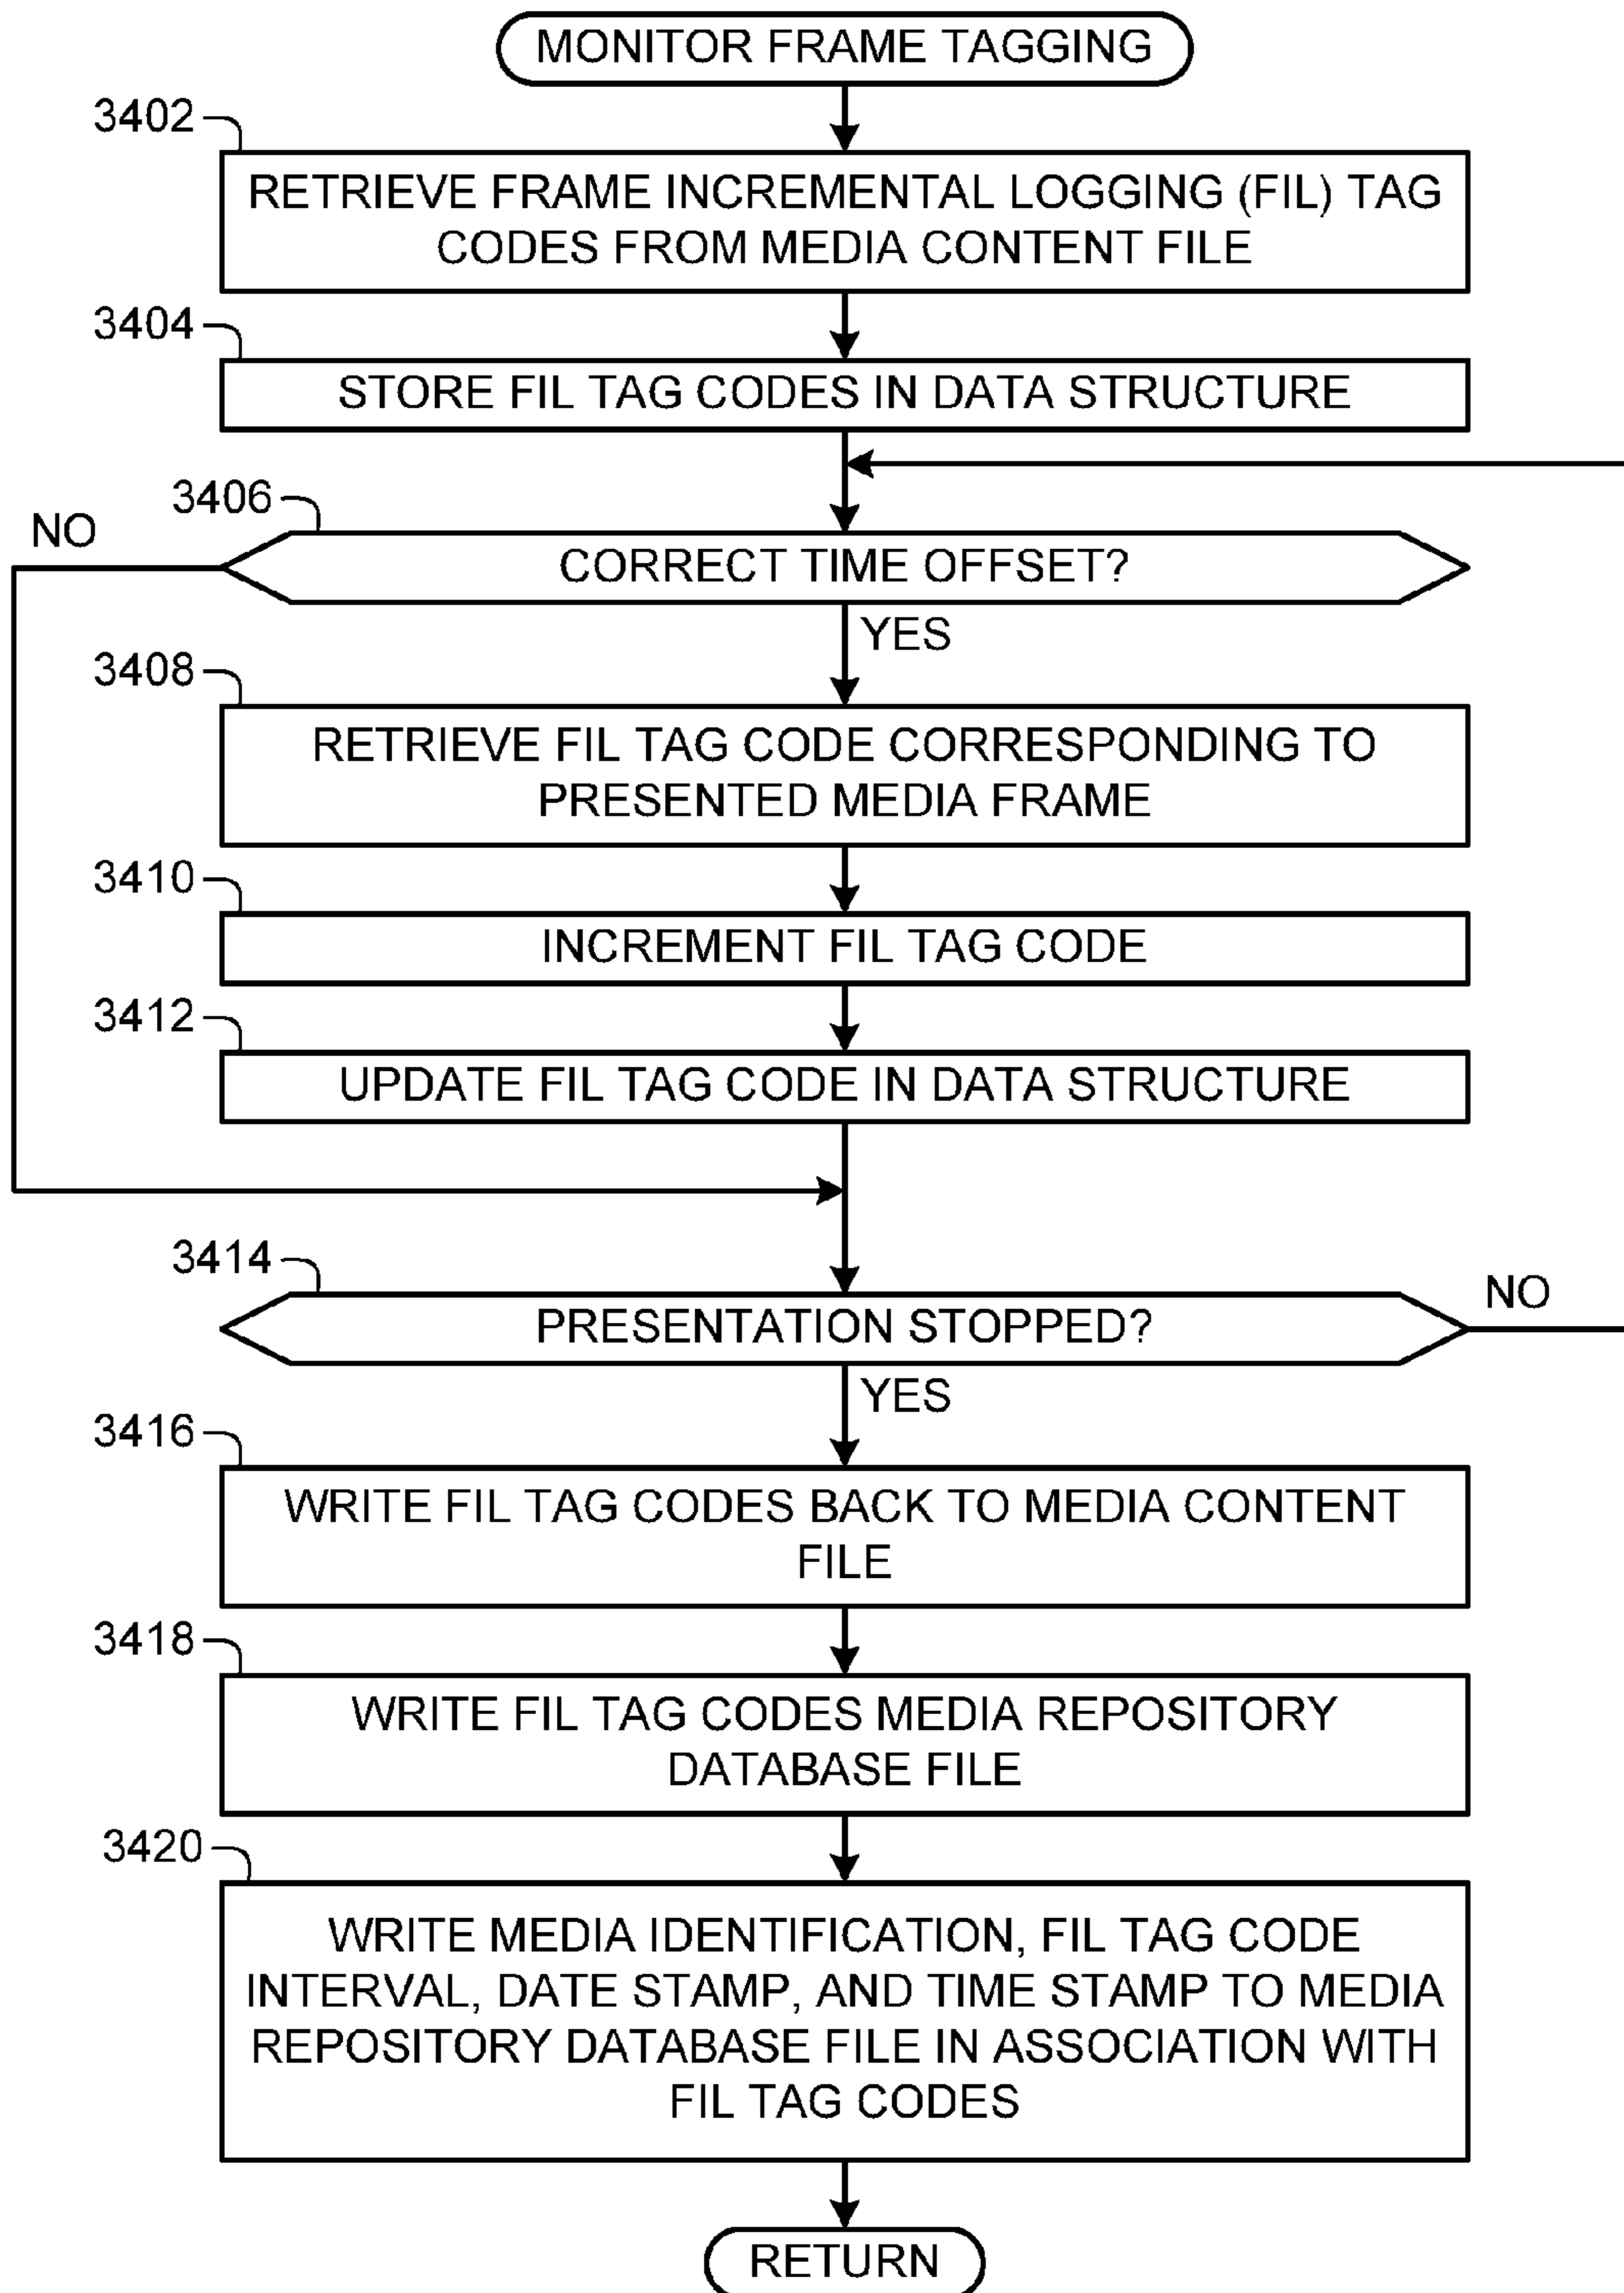 MONITOR FRAME TAGGING
3402
RETRIEVE FRAME INCREMENTAL LOGGING (FIL) TAG
CODES FROM MEDIA CONTENT FILE
3404
STORE FIL TAG CODES IN DATA STRUCTURE
3406
NO
CORRECT TIME OFFSET?
YES
3408
RETRIEVE FIL TAG CODE CORRESPONDING TO
PRESENTED MEDIA FRAME
3410
INCREMENT FIL TAG CODE
3412
UPDATE FIL TAG CODE IN DATA STRUCTURE
3414
NO
PRESENTATION STOPPED?
YES
3416
WRITE FIL TAG CODES BACK TO MEDIA CONTENT
FILE
3418
WRITE FIL TAG CODES MEDIA REPOSITORY
DATABASE FILE
3420
WRITE MEDIA IDENTIFICATION, FIL TAG CODE
INTERVAL, DATE STAMP, AND TIME STAMP TO MEDIA
REPOSITORY DATABASE FILE IN ASSOCIATION WITH
FIL TAG CODES
RETURN